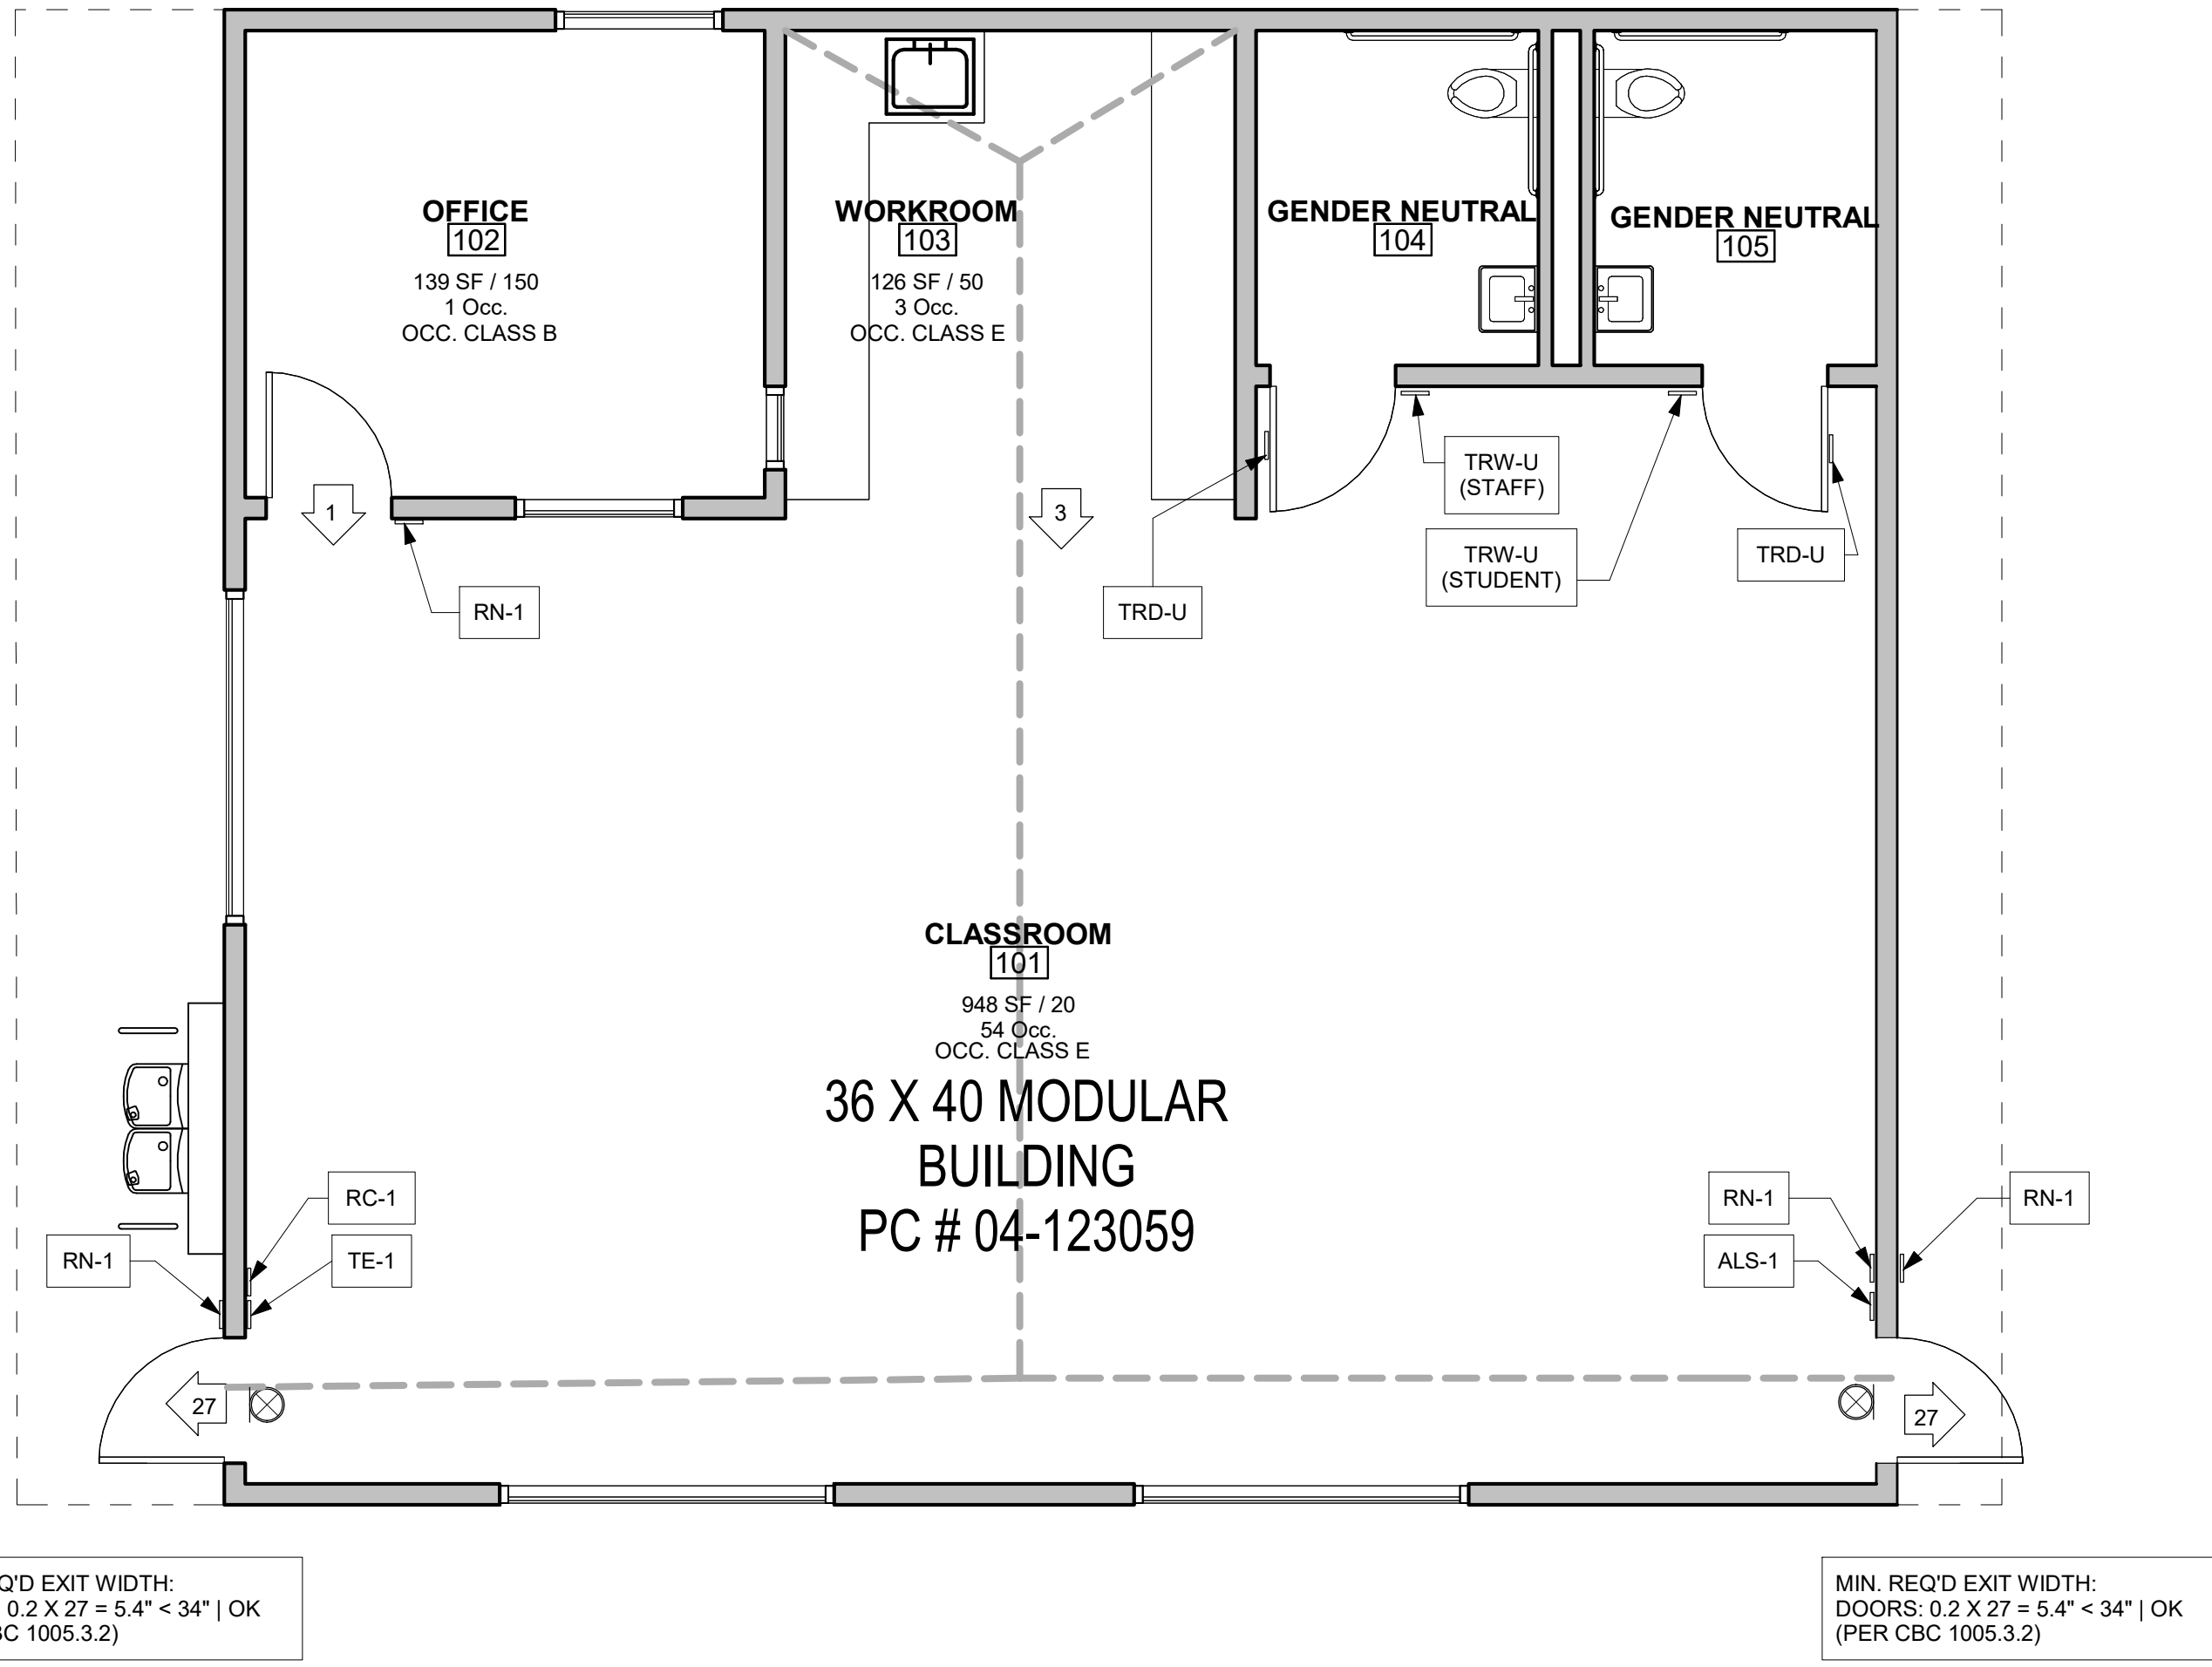 OFFICE
102
139 SF / 150
1 Occ.
OCC. CLASS B
WORKROOM
103
126 SF / 50
3 Occ.
OCC. CLASS E
GENDER NEUTRAL
104
GENDER NEUTRAL
105
TRW-U
(STAFF)
TRW-U
(STUDENT)
TRD-U
TRD-U
1
3
RN-1
CLASSROOM
101
948 SF / 20
54 Occ.
OCC. CLASS E
36 X 40 MODULAR
BUILDING
PC # 04-123059
RC-1
RN-1
TE-1
RN-1
RN-1
ALS-1
27
27
Q'D EXIT WIDTH:
0.2 X 27 = 5.4" < 34" | OK
BC 1005.3.2)
MIN. REQ'D EXIT WIDTH:
DOORS: 0.2 X 27 = 5.4" < 34" | OK
(PER CBC 1005.3.2)